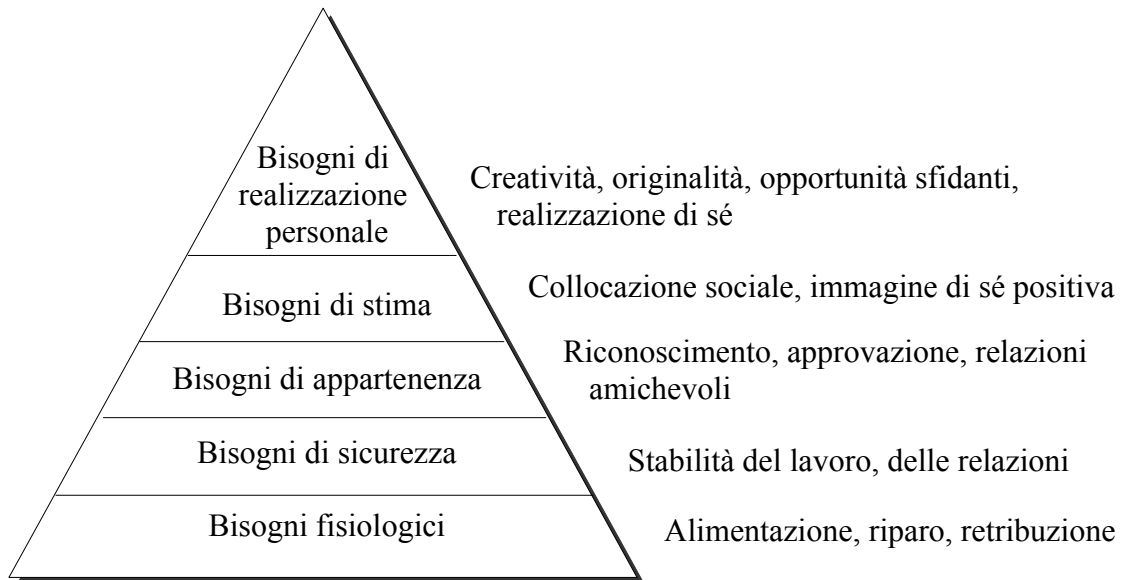 Bisogni di
realizzazione
personale
Creatività, originalità, opportunità sfidanti,
realizzazione di sé
Bisogni di stima
Collocazione sociale, immagine di sé positiva
Bisogni di appartenenza
Riconoscimento, approvazione, relazioni
amichevoli
Bisogni di sicurezza
Stabilità del lavoro, delle relazioni
Bisogni fisiologici
Alimentazione, riparo, retribuzione